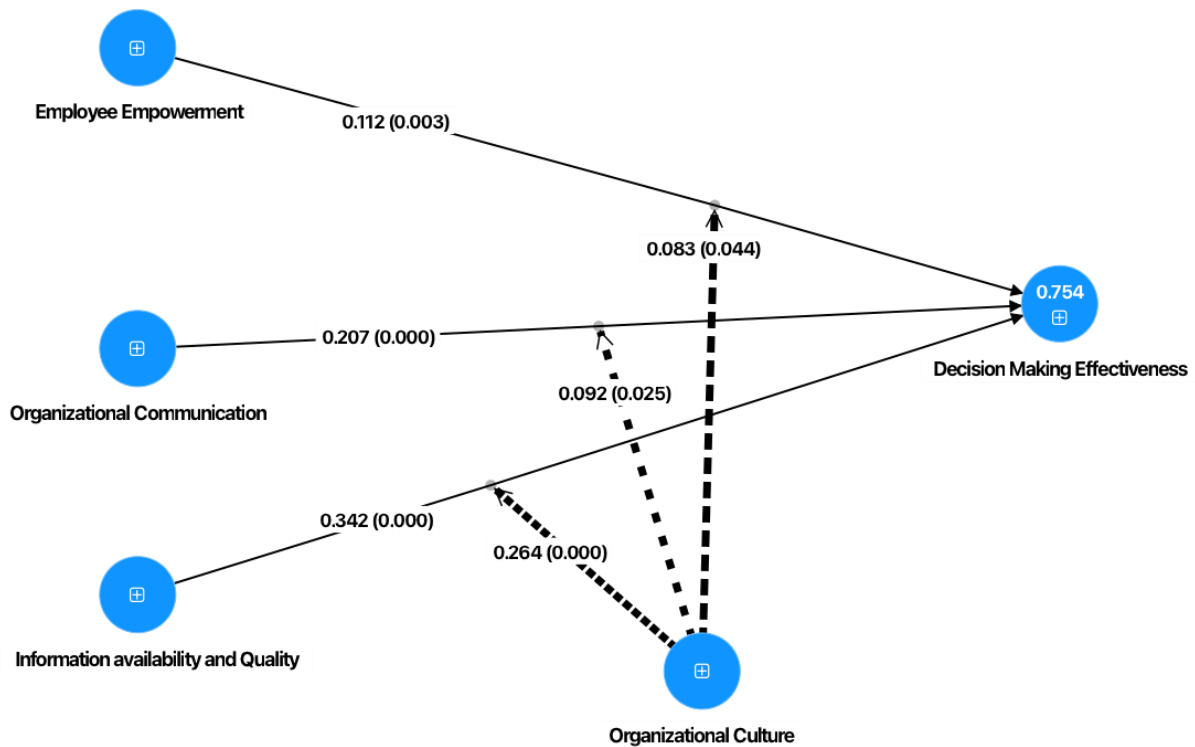 Employee Empowerment
0.112 (0.003)
0.083 (0.044)
0.754
Decision Making Effectiveness
0.207 (0.000)
Organizational Communication
0.092 (0.025)
0.342 (0.000)
0.264 (0.000)
Information availability and Quality
Organizational Culture